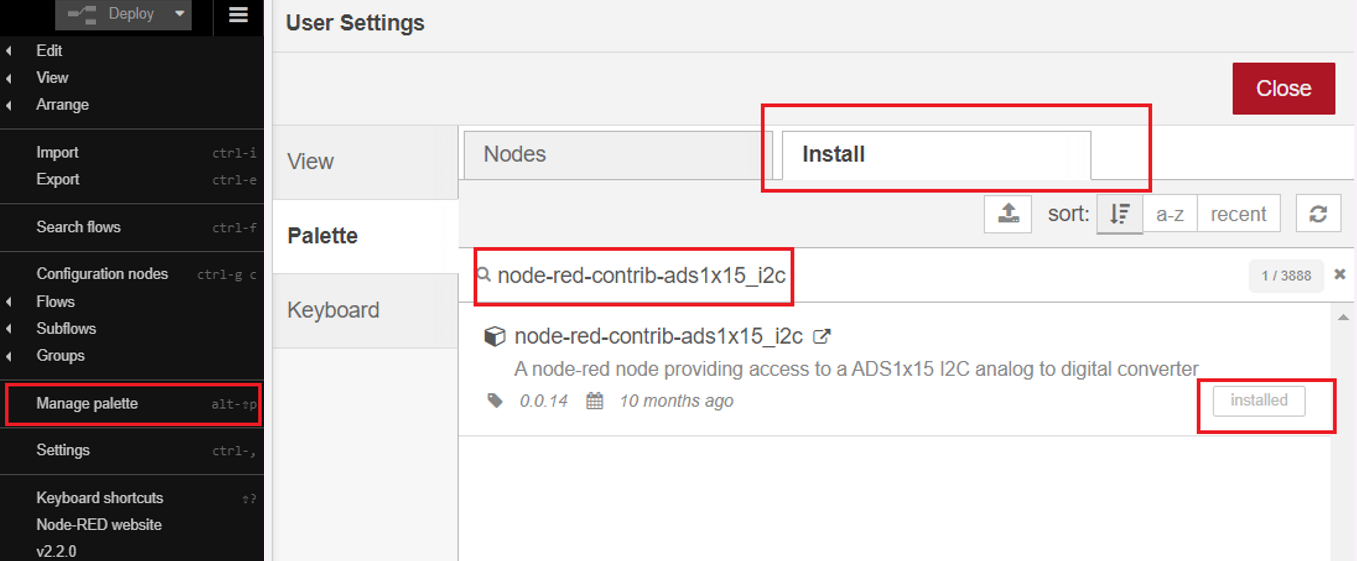 Deploy
Edit
View
Arrange
Import ctrl-i
Export ctrl-e
Search flows ctrl-f
Configuration nodes ctrl-g c
Flows
Subflows
Groups
Manage palette alt-⇧p
Settings ctrl-,
Keyboard shortcuts ⇧?
Node-RED website
v2.2.0
User Settings
Close
View
Palette
Keyboard
Nodes
Install
sort: a-z recent
node-red-contrib-ads1x15_i2c 1 / 3888
node-red-contrib-ads1x15_i2c
A node-red node providing access to a ADS1x15 I2C analog to digital converter
0.0.14 10 months ago
installed